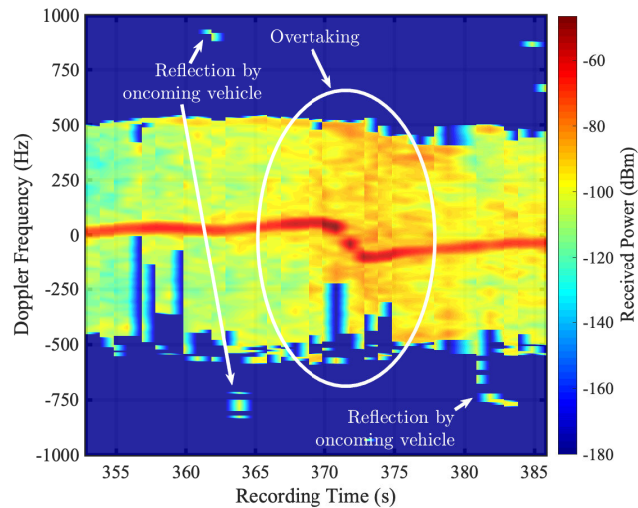 1000
750
500
250
0
-250
-500
-750
-1000
Doppler Frequency (Hz)
Overtaking
Reflection by
oncoming vehicle
Reflection by
oncoming vehicle
355
360
365
370
375
380
385
Recording Time (s)
-60
-80
-100
-120
-140
-160
-180
Received Power (dBm)